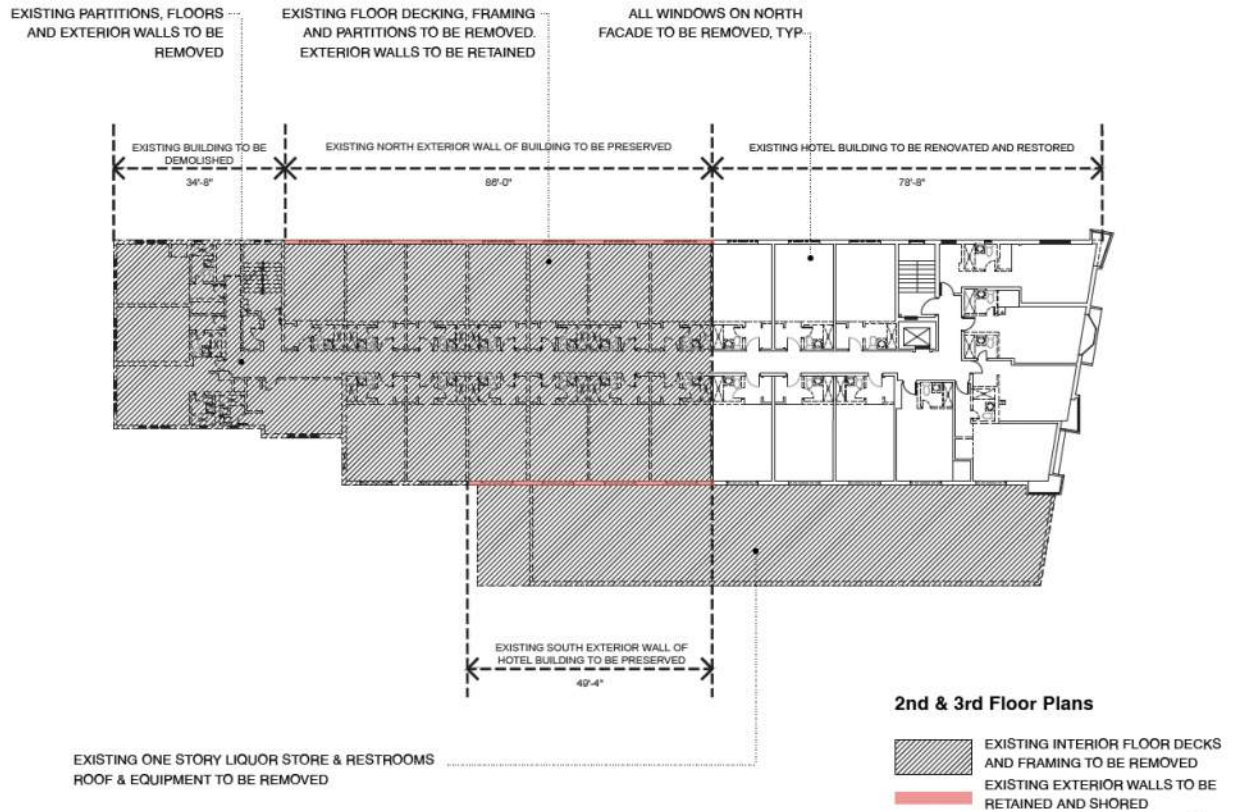 EXISTING PARTITIONS, FLOORS
AND EXTERIOR WALLS TO BE
REMOVED
EXISTING FLOOR DECKING, FRAMING
AND PARTITIONS TO BE REMOVED.
EXTERIOR WALLS TO BE RETAINED
ALL WINDOWS ON NORTH
FACADE TO BE REMOVED, TYP
EXISTING BUILDING TO BE
DEMOLISHED
34'-8"
EXISTING NORTH EXTERIOR WALL OF BUILDING TO BE PRESERVED
86'-0"
EXISTING HOTEL BUILDING TO BE RENOVATED AND RESTORED
78'-8"
EXISTING SOUTH EXTERIOR WALL OF
HOTEL BUILDING TO BE PRESERVED
49'-4"
EXISTING ONE STORY LIQUOR STORE & RESTROOMS
ROOF & EQUIPMENT TO BE REMOVED
2nd & 3rd Floor Plans
EXISTING INTERIOR FLOOR DECKS
AND FRAMING TO BE REMOVED
EXISTING EXTERIOR WALLS TO BE
RETAINED AND SHORED